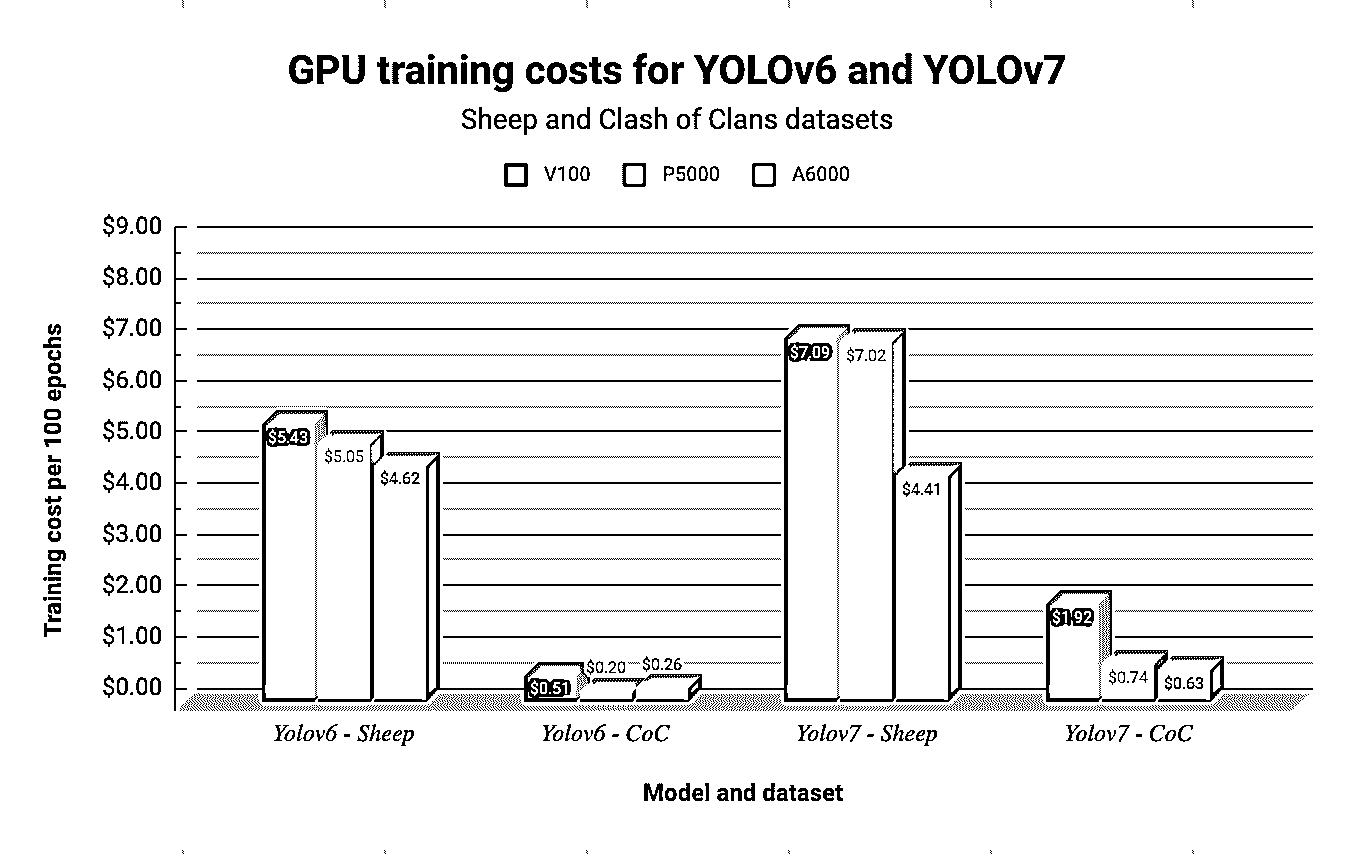 GPU training costs for YOLOv6 and YOLOv7
Sheep and Clash of Clans datasets
V100 P5000 A6000
$9.00
$8.00
$7.00
$6.00
$5.00
$4.00
$3.00
$2.00
$1.00
$0.00
Training cost per 100 epochs
$5.43 $5.05 $4.62
$0.51 $0.20 $0.26
$7.09 $7.02 $4.41
$1.92 $0.74 $0.63
Yolov6 - Sheep Yolov6 - CoC Yolov7 - Sheep Yolov7 - CoC
Model and dataset